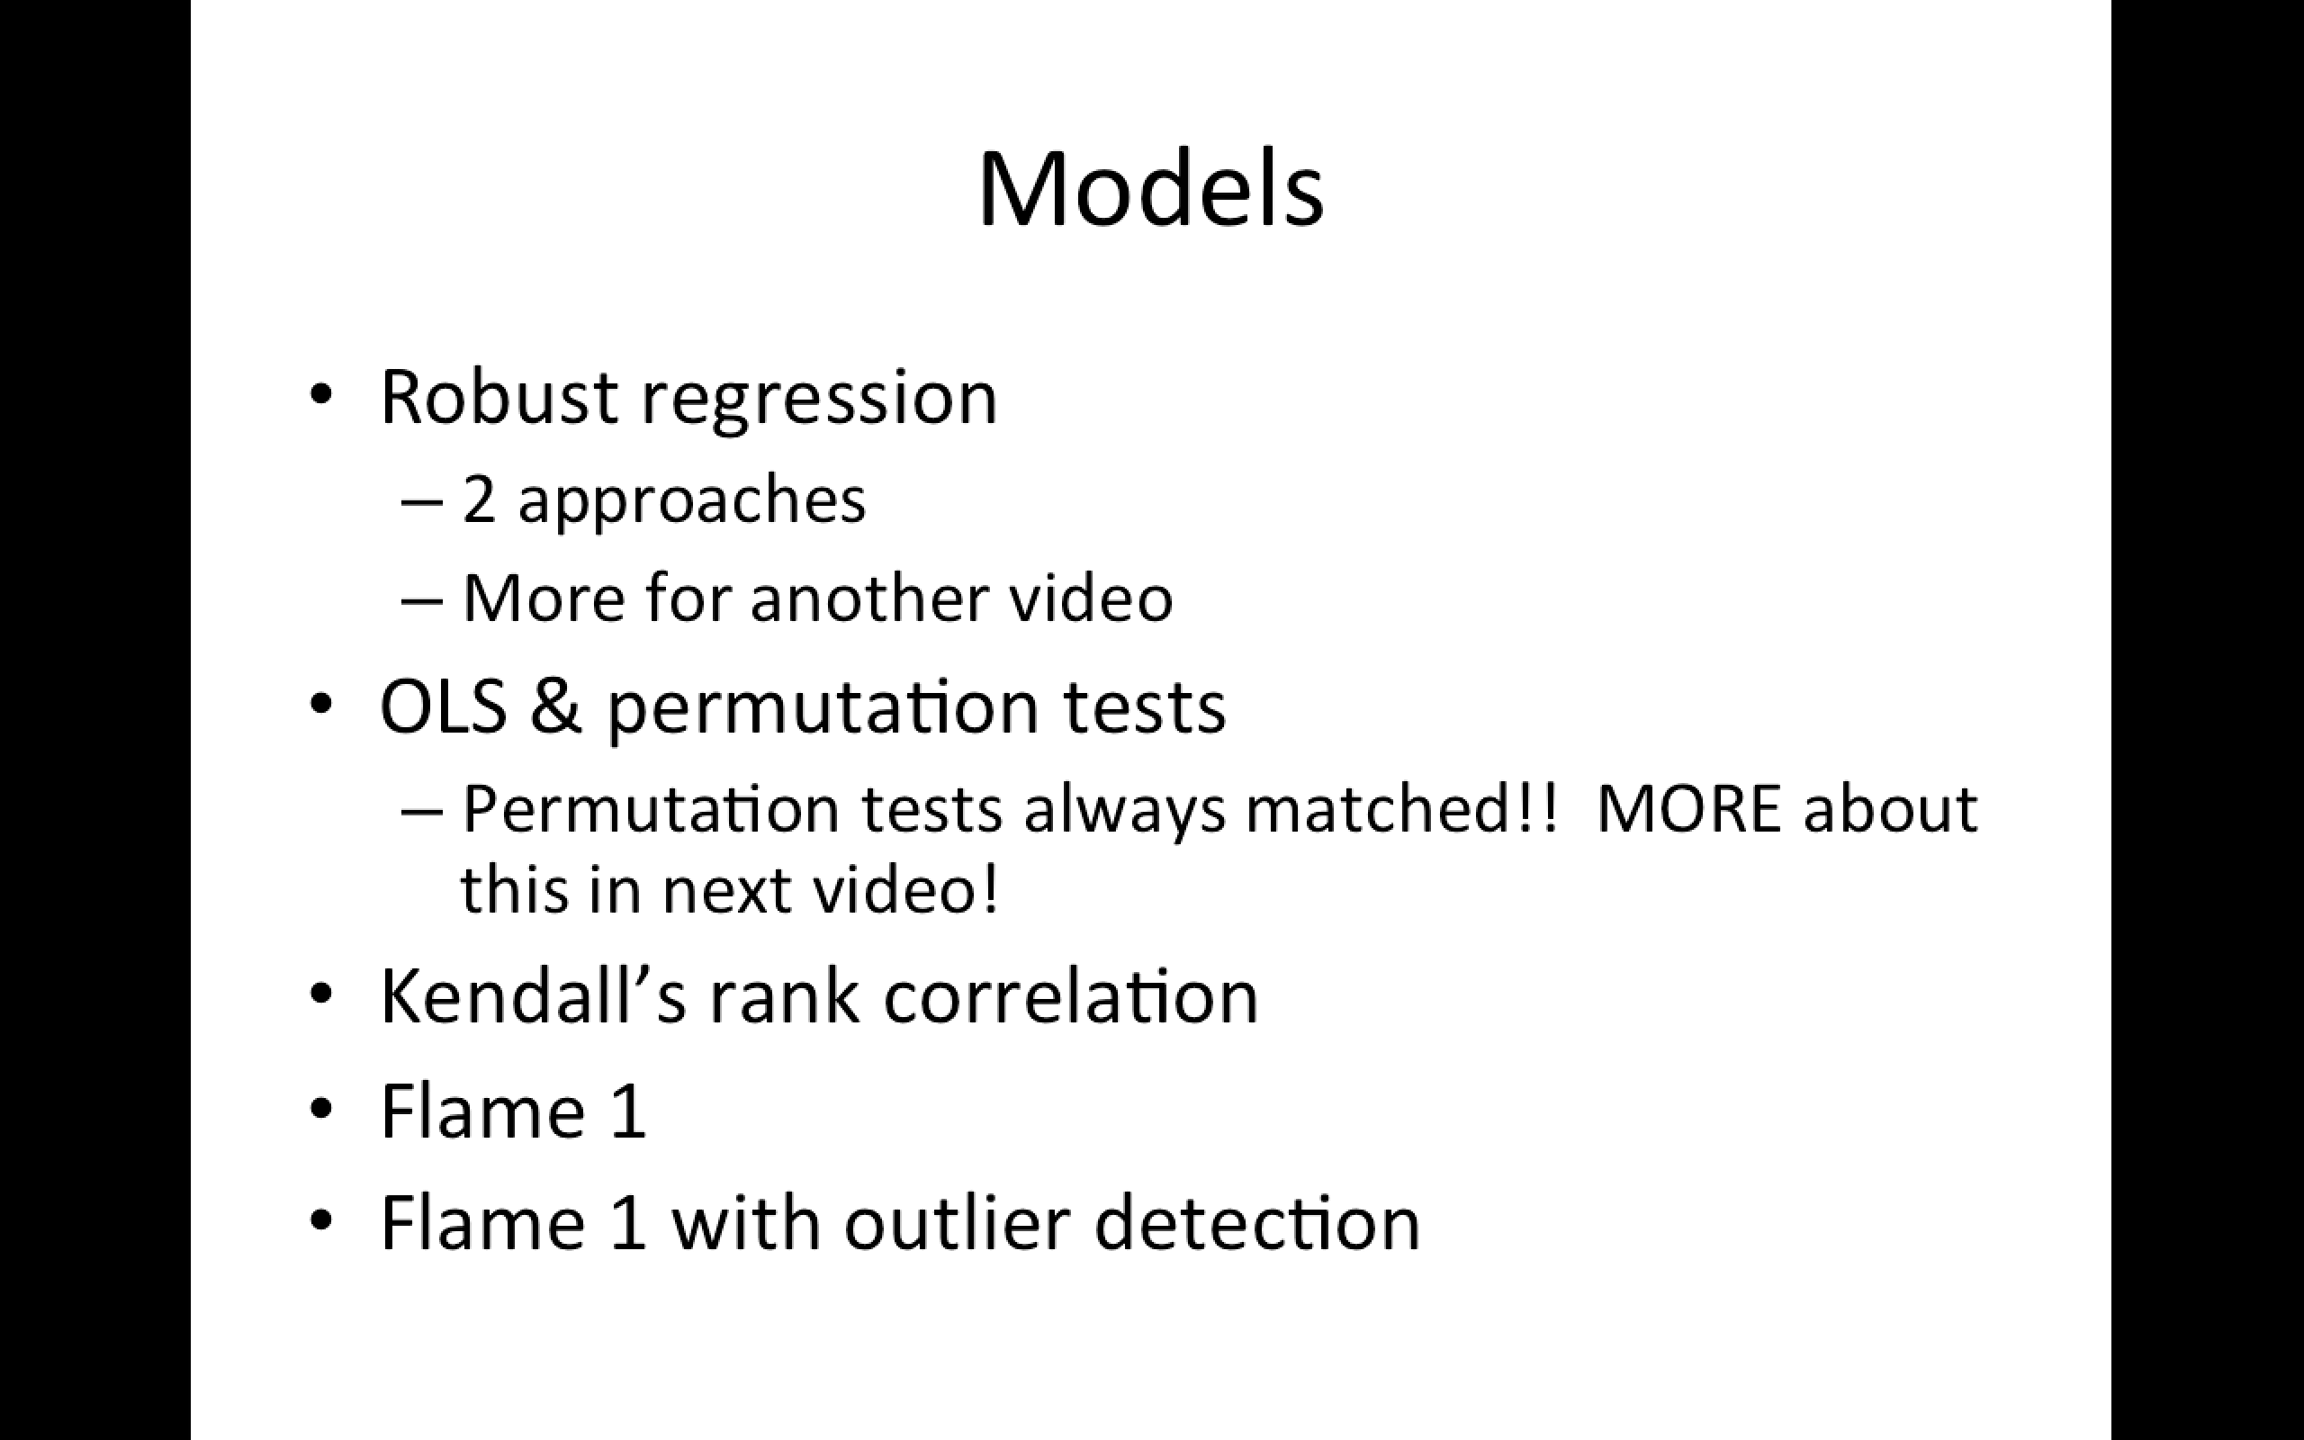 Models
• Robust regression
– 2 approaches
– More for another video
• OLS & permutation tests
– Permutation tests always matched!!  MORE about
this in next video!
• Kendall’s rank correlation
• Flame 1
• Flame 1 with outlier detection